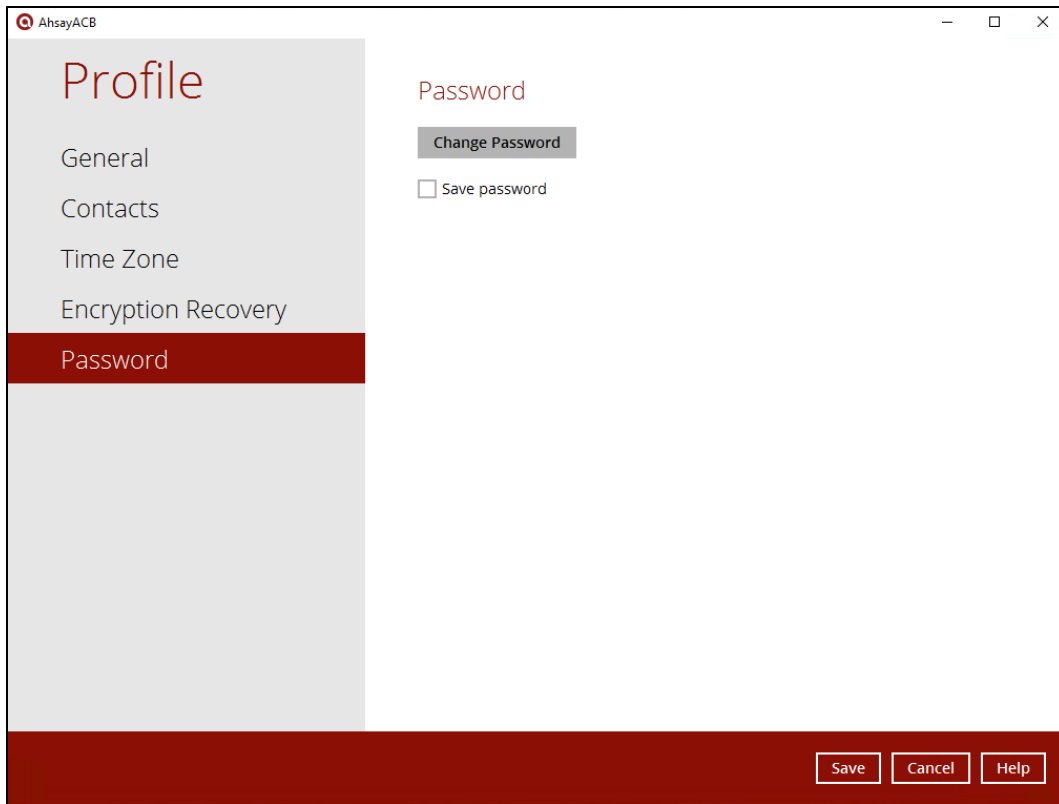 AhsayACB
Profile
General
Contacts
Time Zone
Encryption Recovery
Password
Password
Change Password
Save password
Save Cancel Help